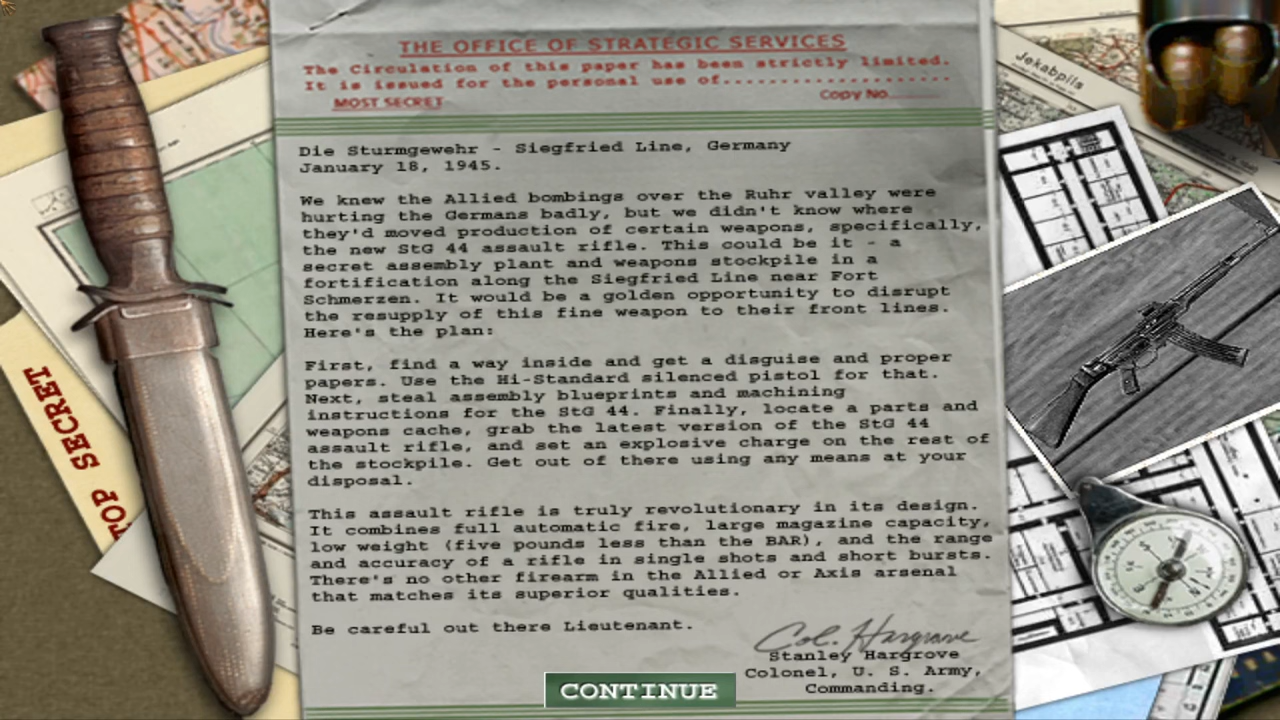 THE OFFICE OF STRATEGIC SERVICES
The Circulation of this paper has been strictly limited.
It is issued for the personal use of.....................
MOST SECRET
Copy No.
Die Sturmgewehr - Siegfried Line, Germany
January 18, 1945.
We knew the Allied bombings over the Ruhr valley were
hurting the Germans badly, but we didn't know where
they'd moved production of certain weapons, specifically,
the new StG 44 assault rifle. This could be it - a
secret assembly plant and weapons stockpile in a
fortification along the Siegfried Line near Fort
Schmerzen. It would be a golden opportunity to disrupt
the resupply of this fine weapon to their front lines.
Here's the plan:
First, find a way inside and get a disguise and proper
papers. Use the Hi-Standard silenced pistol for that.
Next, steal assembly blueprints and machining
instructions for the StG 44. Finally, locate a parts and
weapons cache, grab the latest version of the StG 44
assault rifle, and set an explosive charge on the rest of
the stockpile. Get out of there using any means at your
disposal.
This assault rifle is truly revolutionary in its design.
It combines full automatic fire, large magazine capacity,
low weight (five pounds less than the BAR), and the range
and accuracy of a rifle in single shots and short bursts.
There's no other firearm in the Allied or Axis arsenal
that matches its superior qualities.
Be careful out there Lieutenant.
Col. Hargrove
Stanley Hargrove
Colonel, U. S. Army,
Commanding.
CONTINUE
TOP SECRET
Jekabpils